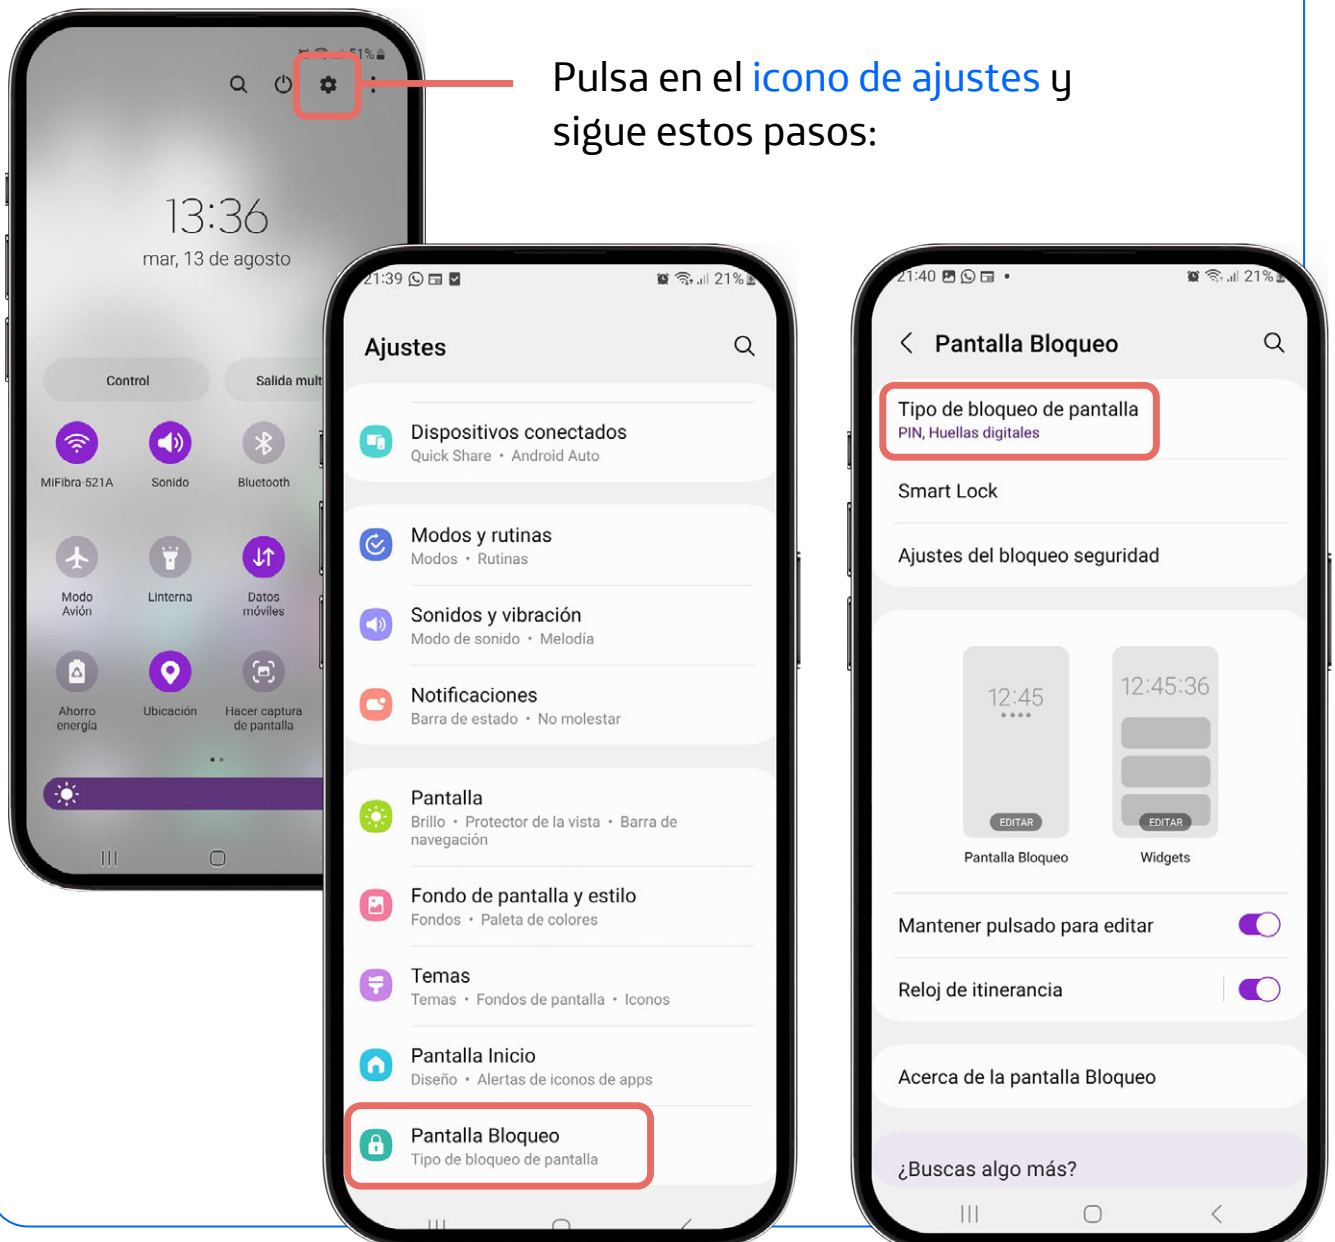 51%
Pulsa en el icono de ajustes y
sigue estos pasos:
13:36
mar, 13 de agosto
Control
Salida mult
MiFibra-521A
Sonido
Bluetooth
Modo
Avión
Linterna
Datos
móviles
Ahorro
energía
Ubicación
Hacer captura
de pantalla
21:39
21%
Ajustes
Dispositivos conectados
Quick Share • Android Auto
Modos y rutinas
Modos • Rutinas
Sonidos y vibración
Modo de sonido • Melodía
Notificaciones
Barra de estado • No molestar
Pantalla
Brillo • Protector de la vista • Barra de
navegación
Fondo de pantalla y estilo
Fondos • Paleta de colores
Temas
Temas • Fondos de pantalla • Iconos
Pantalla Inicio
Diseño • Alertas de iconos de apps
Pantalla Bloqueo
Tipo de bloqueo de pantalla
21:40
21%
Pantalla Bloqueo
Tipo de bloqueo de pantalla
PIN, Huellas digitales
Smart Lock
Ajustes del bloqueo seguridad
12:45
12:45:36
EDITAR
EDITAR
Pantalla Bloqueo
Widgets
Mantener pulsado para editar
Reloj de itinerancia
Acerca de la pantalla Bloqueo
¿Buscas algo más?